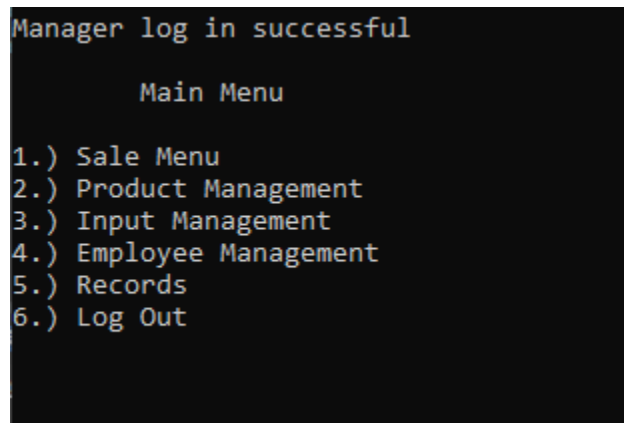 Manager log in successful
Main Menu
1.) Sale Menu
2.) Product Management
3.) Input Management
4.) Employee Management
5.) Records
6.) Log Out